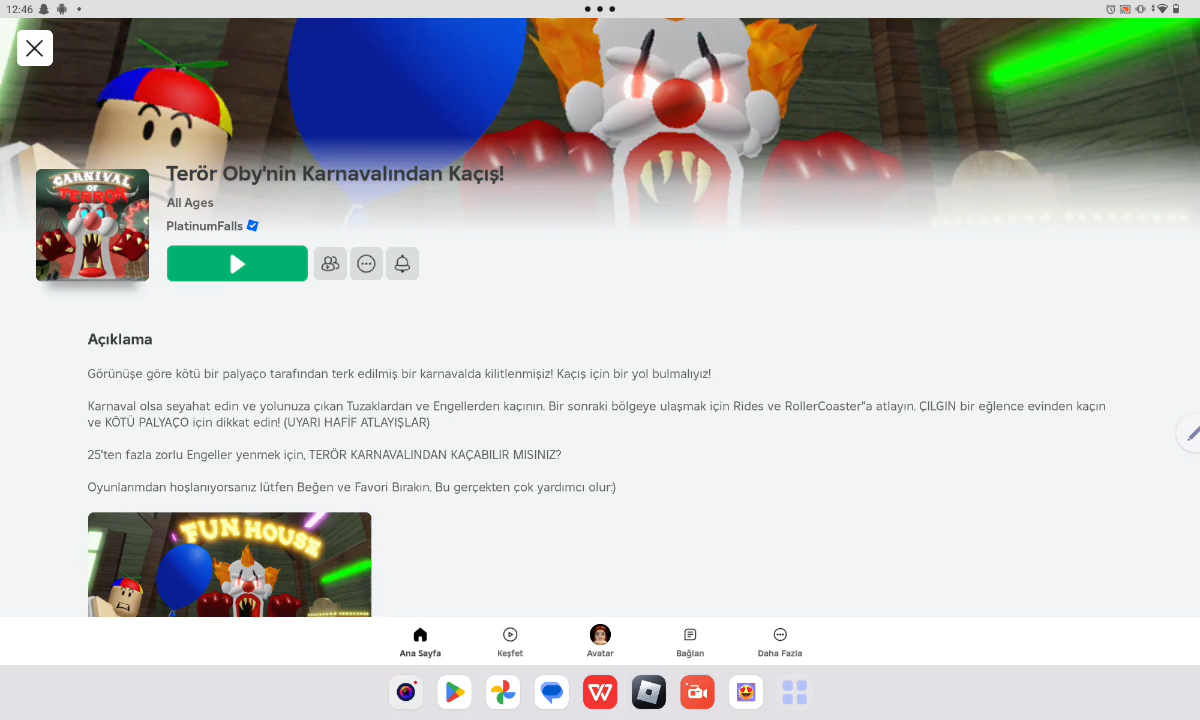 12:46
CARNIVAL
OF
TERROR
Terör Oby'nin Karnavalından Kaçış!
All Ages
PlatinumFalls
Açıklama
Görünüşe göre kötü bir palyaço tarafından terk edilmiş bir karnavalda kilitlenmişiz! Kaçış için bir yol bulmalıyız!
Karnaval olsa seyahat edin ve yolunuza çıkan Tuzaklardan ve Engellerden kaçının. Bir sonraki bölgeye ulaşmak için Rides ve RollerCoaster"a atlayın. ÇILGIN bir eğlence evinden kaçın
ve KÖTÜ PALYAÇO için dikkat edin! (UYARI HAFİF ATLAYIŞLAR)
25'ten fazla zorlu Engeller yenmek için, TERÖR KARNAVALINDAN KAÇABILIR MISINIZ?
Oyunlarımdan hoşlanıyorsanız lütfen Beğen ve Favori Bırakın. Bu gerçekten çok yardımcı olur:)
FUN HOUSE
Ana Sayfa
Keşfet
Avatar
Bağlan
Daha Fazla